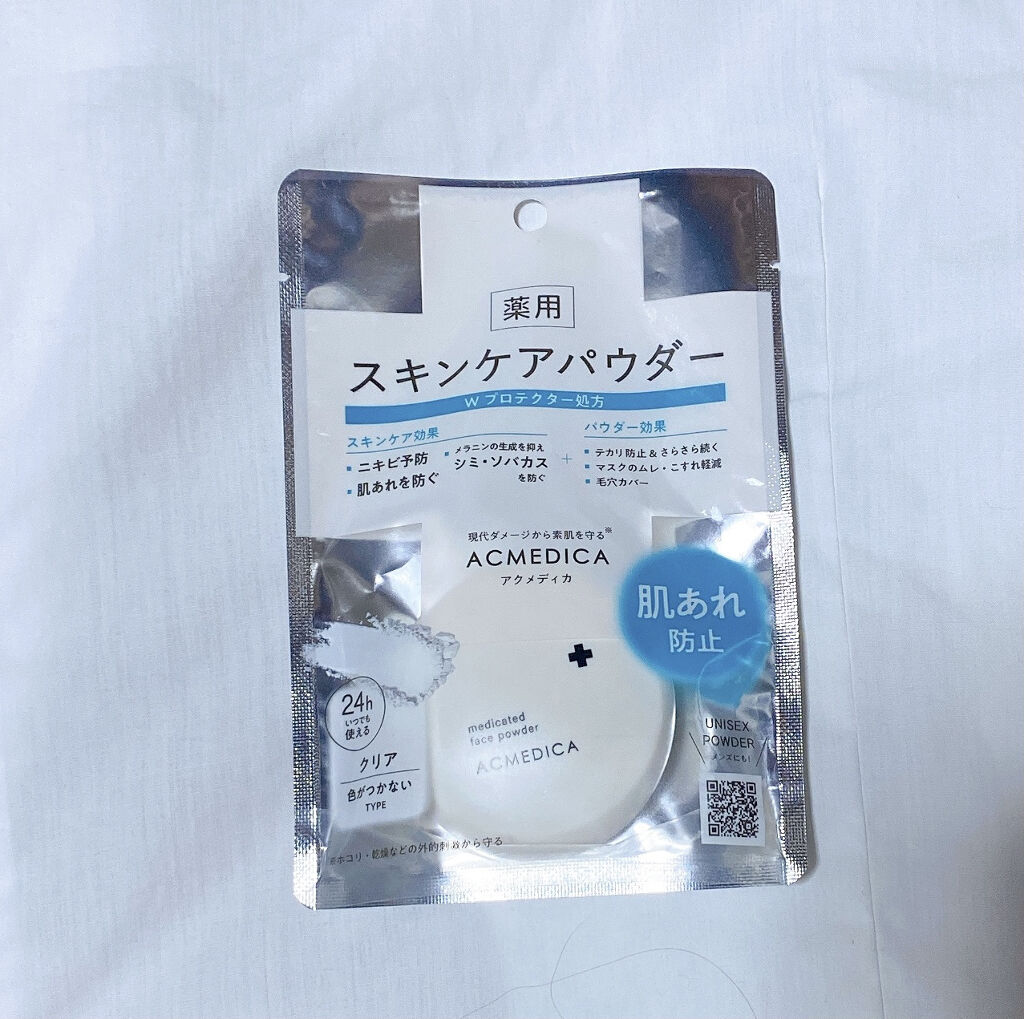 薬用
スキンケアパウダー
Wプロテクター処方
スキンケア効果
ニキビ予防
肌あれを防ぐ
メラニンの生成を抑え
シミ・ソバカス
を防ぐ
+
パウダー効果
テカリ防止&さらさら続く
マスクのムレ・こすれ軽減
毛穴カバー
現代ダメージから素肌を守る※
ACMEDICA
アクメディカ
肌あれ
防止
24h
いつでも
使える
クリア
色がつかない
TYPE
medicated
face powder
ACMEDICA
UNISEX
POWDER
メンズにも!
※ホコリ・乾燥などの外的刺激から守る